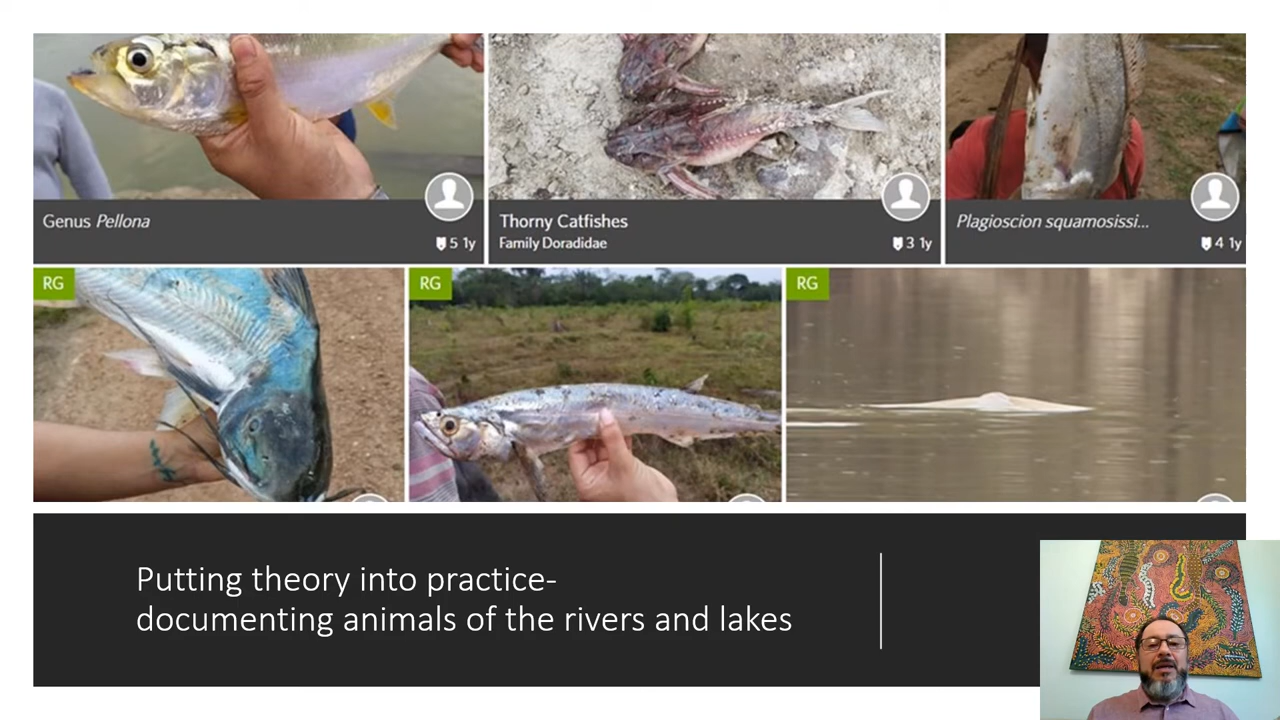 Genus Pellona
5 1y
Thorny Catfishes
Family Doradidae
3 1y
Plagioscion squamosissi...
4 1y
RG
RG
RG
Putting theory into practice-
documenting animals of the rivers and lakes